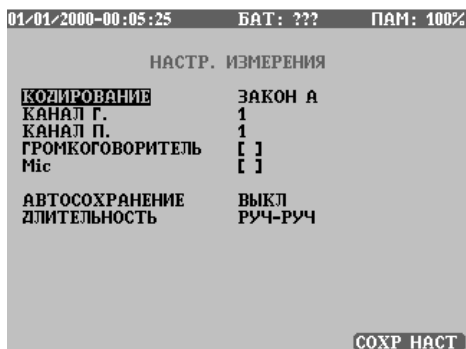 01/01/2000-00:05:25 БАТ: ??? ПАМ: 100%
НАСТР. ИЗМЕРЕНИЯ
КОДИРОВАНИЕ ЗАКОН А
КАНАЛ Г. 1
КАНАЛ П. 1
ГРОМКОГОВОРИТЕЛЬ [ ]
Mic [ ]
АВТОСОХРАНЕНИЕ ВЫКЛ
ДЛИТЕЛЬНОСТЬ РУЧ-РУЧ
СОХР НАСТ